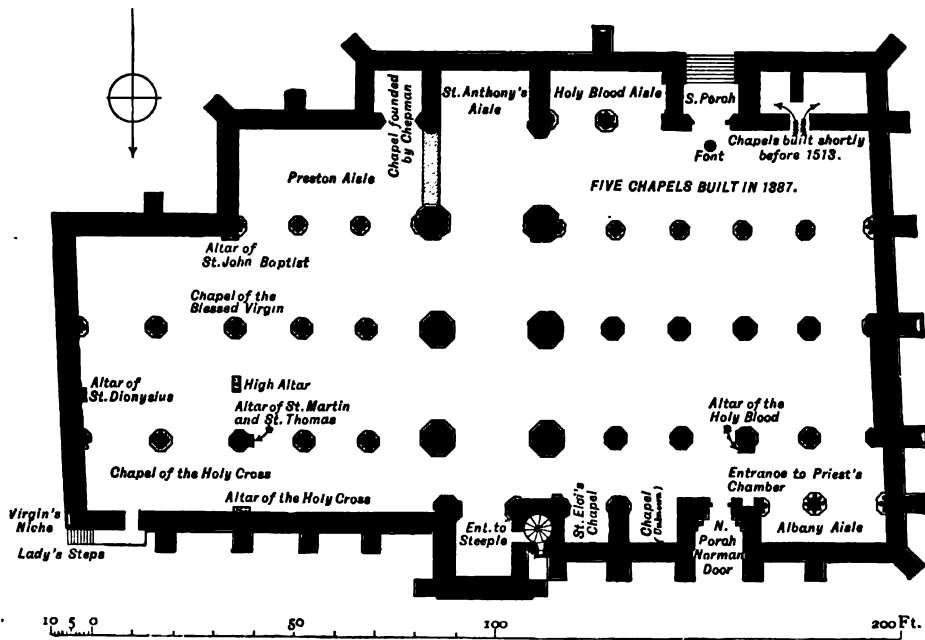 Chapel founded
by Chepman
St. Anthony's
Aisle
Holy Blood Aisle
S. Porch
Chapels built shortly
before 1513.
Font
Preston Aisle
FIVE CHAPELS BUILT IN 1387.
Altar of
St. John Baptist
Chapel of the
Blessed Virgin
Altar of
St. Dionysius
High Altar
Altar of St. Martin
and St. Thomas
Altar of the
Holy Blood
Chapel of the Holy Cross
Entrance to Priest's
Chamber
Altar of the Holy Cross
Virgin's
Niche
Lady's Steps
Ent. to
Steeple
St. Eloi's
Chapel
Chapel
(Unknown)
N.
Porch
Norman
Door
Albany Aisle
10 5 0 50 100 200 Ft.